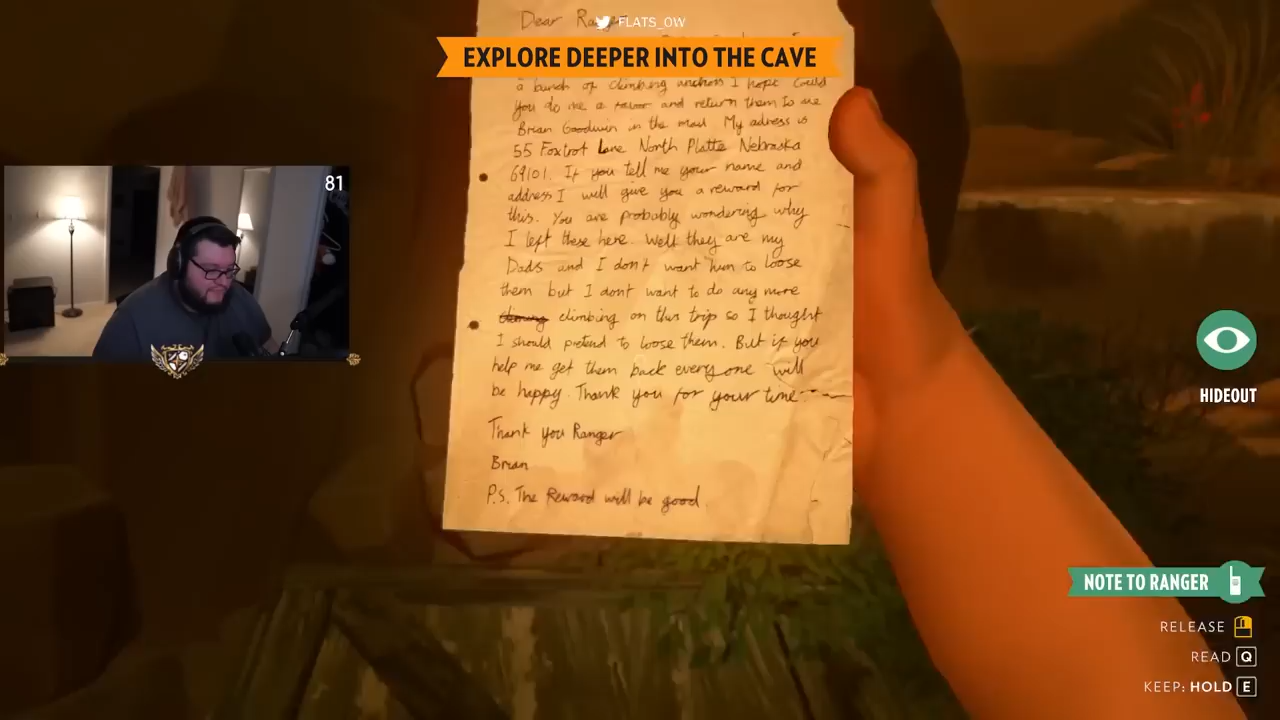 Dear
FLATS_OW
EXPLORE DEEPER INTO THE CAVE
a bunch of climbing anchors I hope could
you do me a favor and return them to me
Brian Goodwin in the mail. My adress is
55 Foxtrot Lane North Platte Nebraska
69101. If you tell me your name and
address I will give you a reward for
this. You are probably wondering why
I left these here. Well they are my
Dads and I don't want him to loose
them but I don't want to do any more
climbing on this trip so I thought
I should pretend to loose them. But if you
help me get them back everyone will
be happy. Thank you for your time
Thank you Ranger
Brian
P.S. The Reward will be good.
81
HIDEOUT
NOTE TO RANGER
RELEASE
READ Q
KEEP: HOLD E